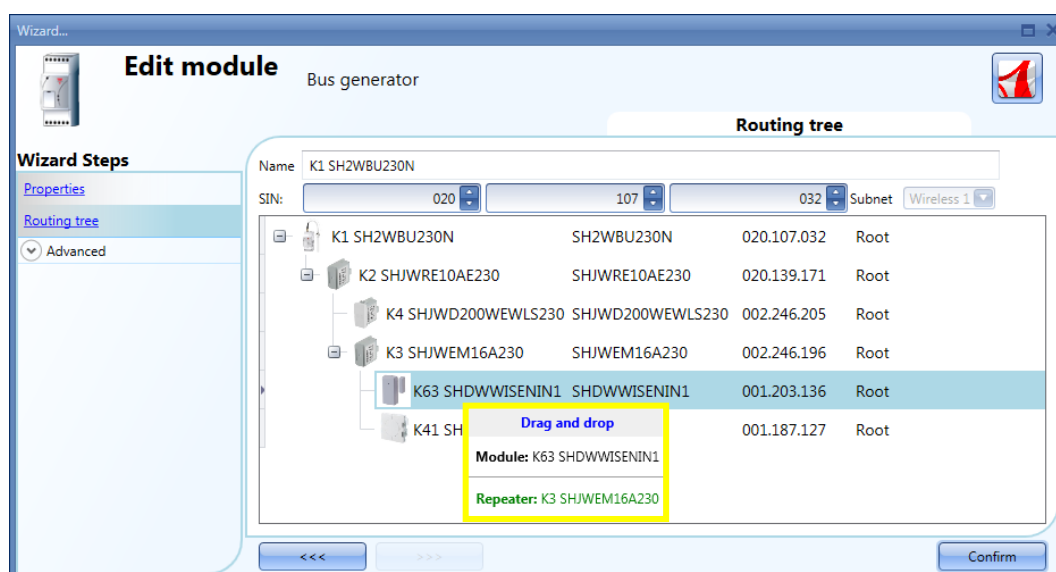 Wizard...
Edit module
Bus generator
Routing tree
Wizard Steps
Properties
Routing tree
Advanced
Name K1 SH2WBU230N
SIN: 020 107 032 Subnet Wireless 1
K1 SH2WBU230N SH2WBU230N 020.107.032 Root
K2 SHJWRE10AE230 SHJWRE10AE230 020.139.171 Root
K4 SHJWD200WEWLS230 SHJWD200WEWLS230 002.246.205 Root
K3 SHJWEM16A230 SHJWEM16A230 002.246.196 Root
K63 SHDWWISENIN1 SHDWWISENIN1 001.203.136 Root
K41 SH 001.187.127 Root
Drag and drop
Module: K63 SHDWWISENIN1
Repeater: K3 SHJWEM16A230
<<< >>> Confirm